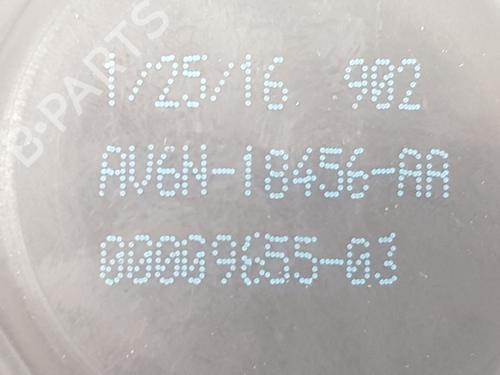 B-PARTS
1/25/16 902
AV6N-18456-AA
00009655-03